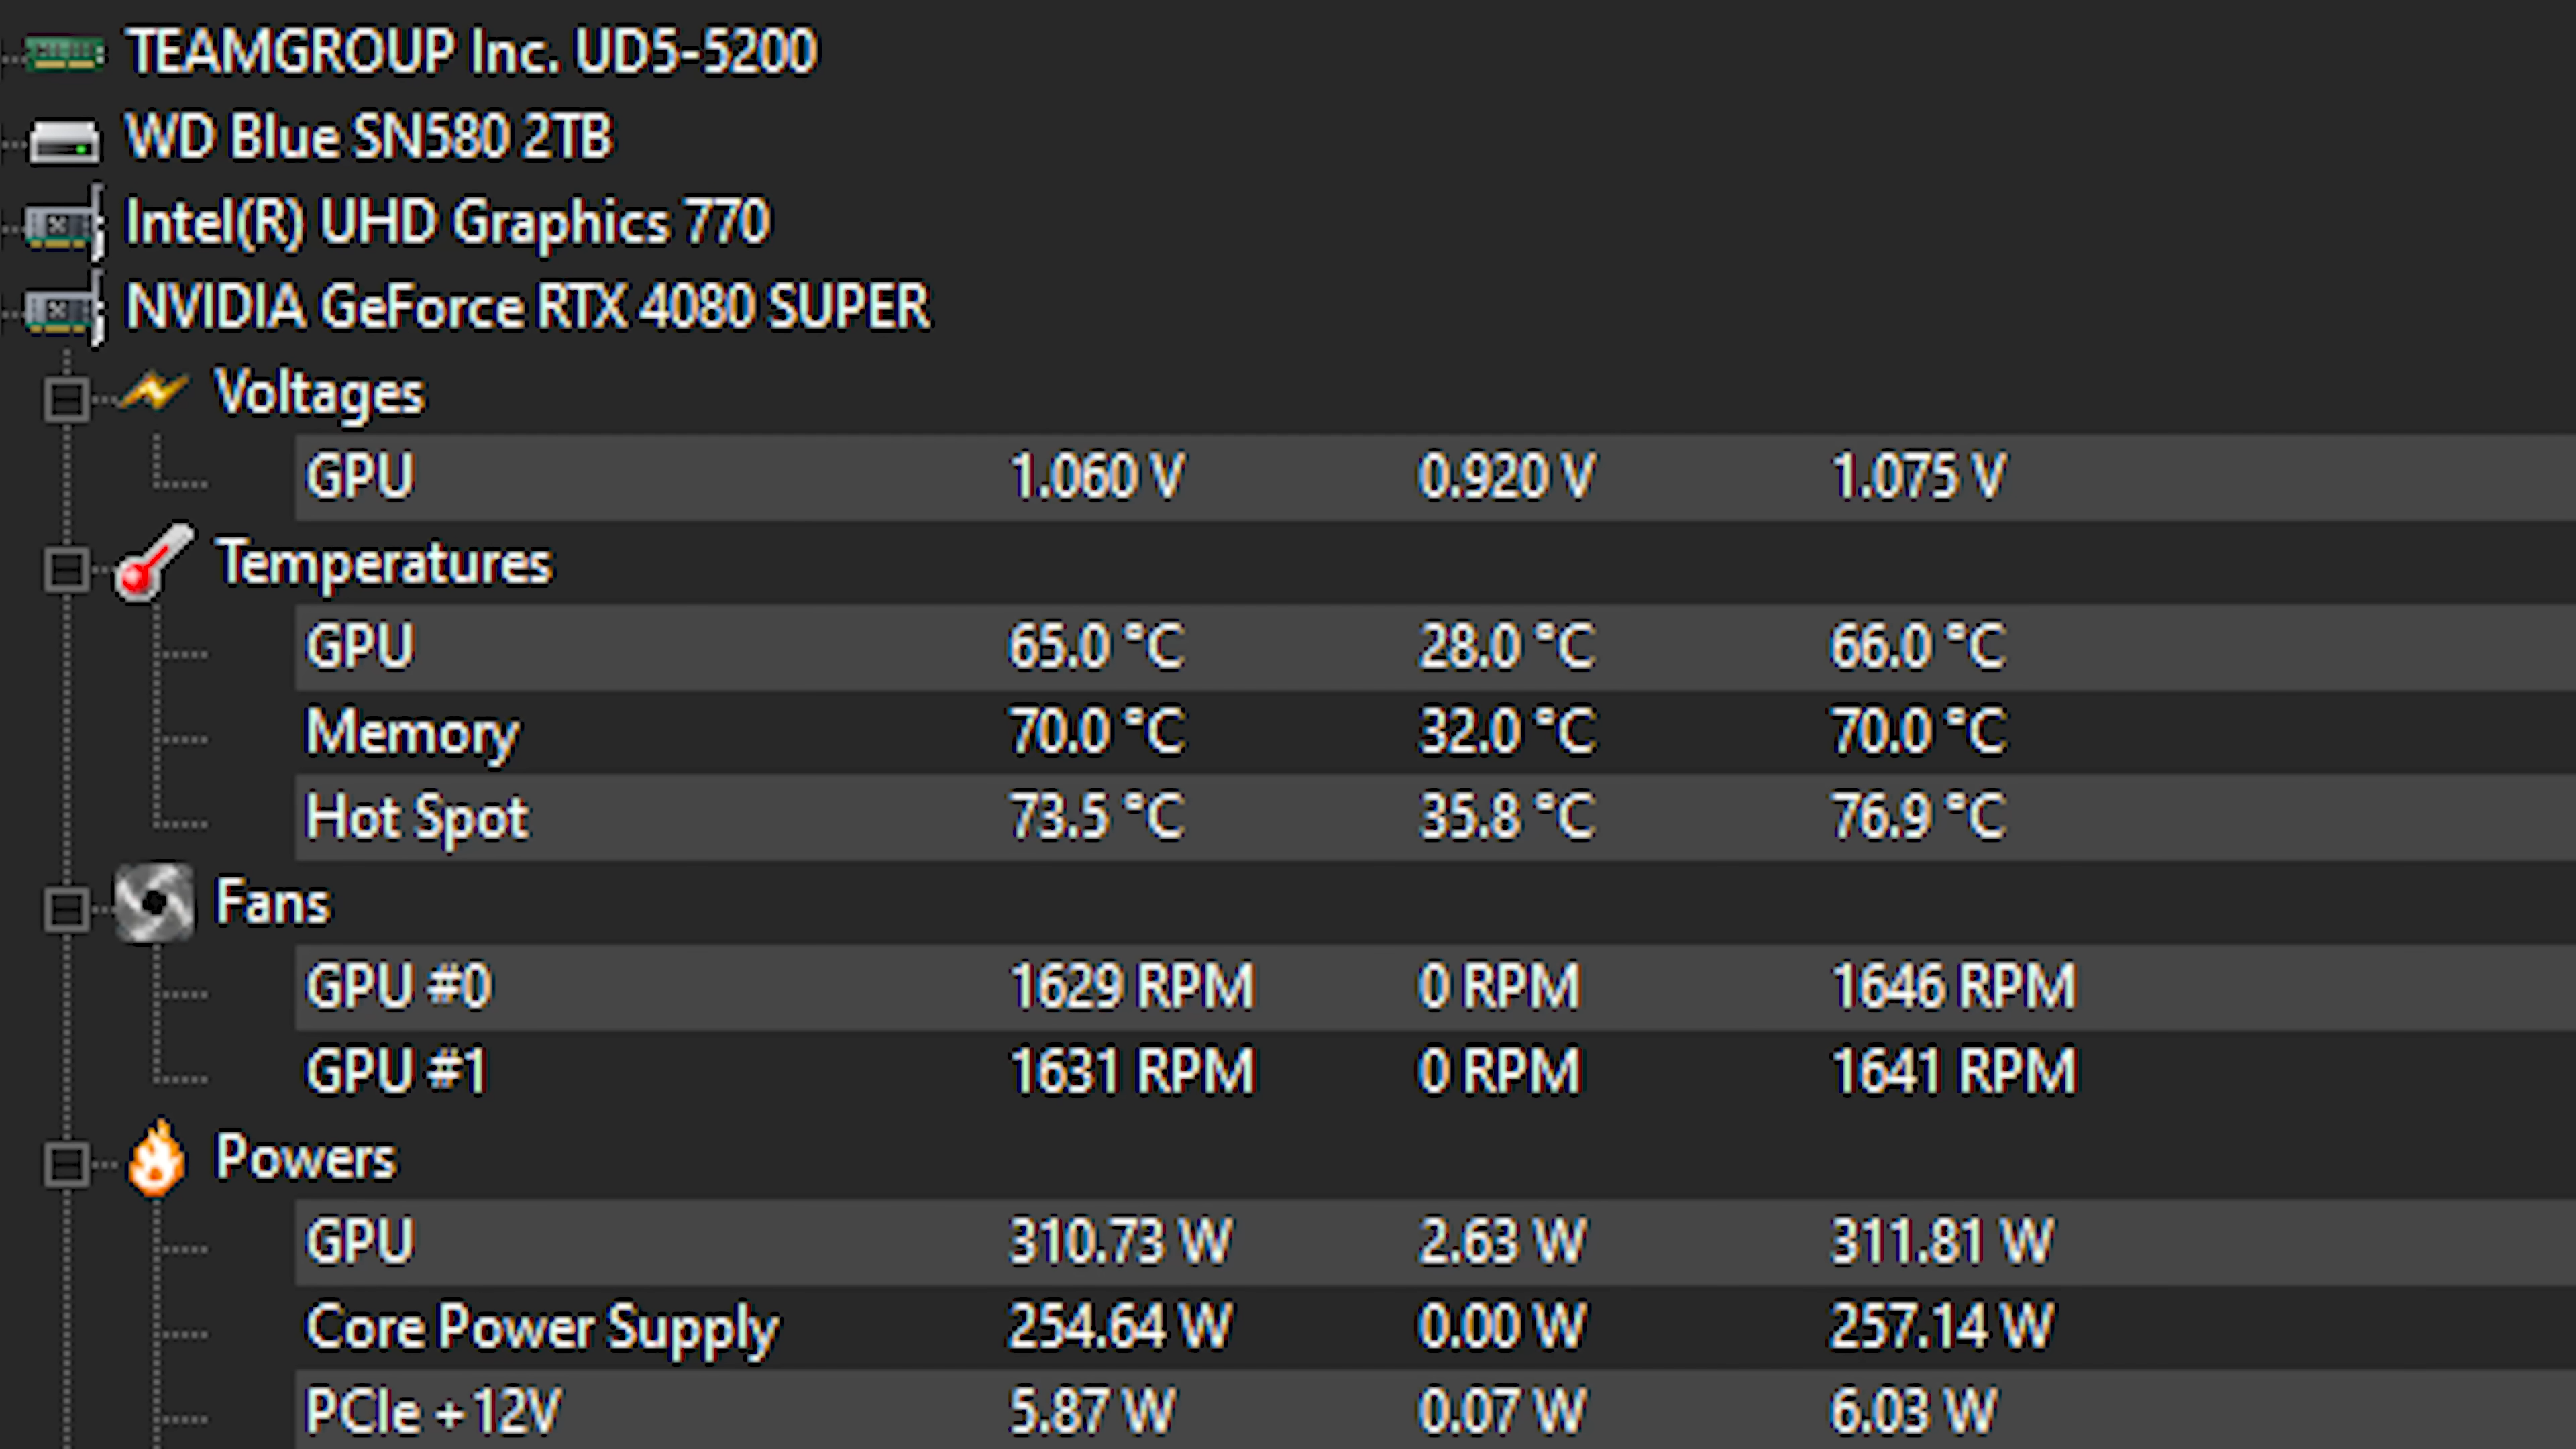 TEAMGROUP Inc. UD5-5200
WD Blue SN580 2TB
Intel(R) UHD Graphics 770
NVIDIA GeForce RTX 4080 SUPER
Voltages
GPU 1.060 V 0.920 V 1.075 V
Temperatures
GPU 65.0 °C 28.0 °C 66.0 °C
Memory 70.0 °C 32.0 °C 70.0 °C
Hot Spot 73.5 °C 35.8 °C 76.9 °C
Fans
GPU #0 1629 RPM 0 RPM 1646 RPM
GPU #1 1631 RPM 0 RPM 1641 RPM
Powers
GPU 310.73 W 2.63 W 311.81 W
Core Power Supply 254.64 W 0.00 W 257.14 W
PCIe +12V 5.87 W 0.07 W 6.03 W